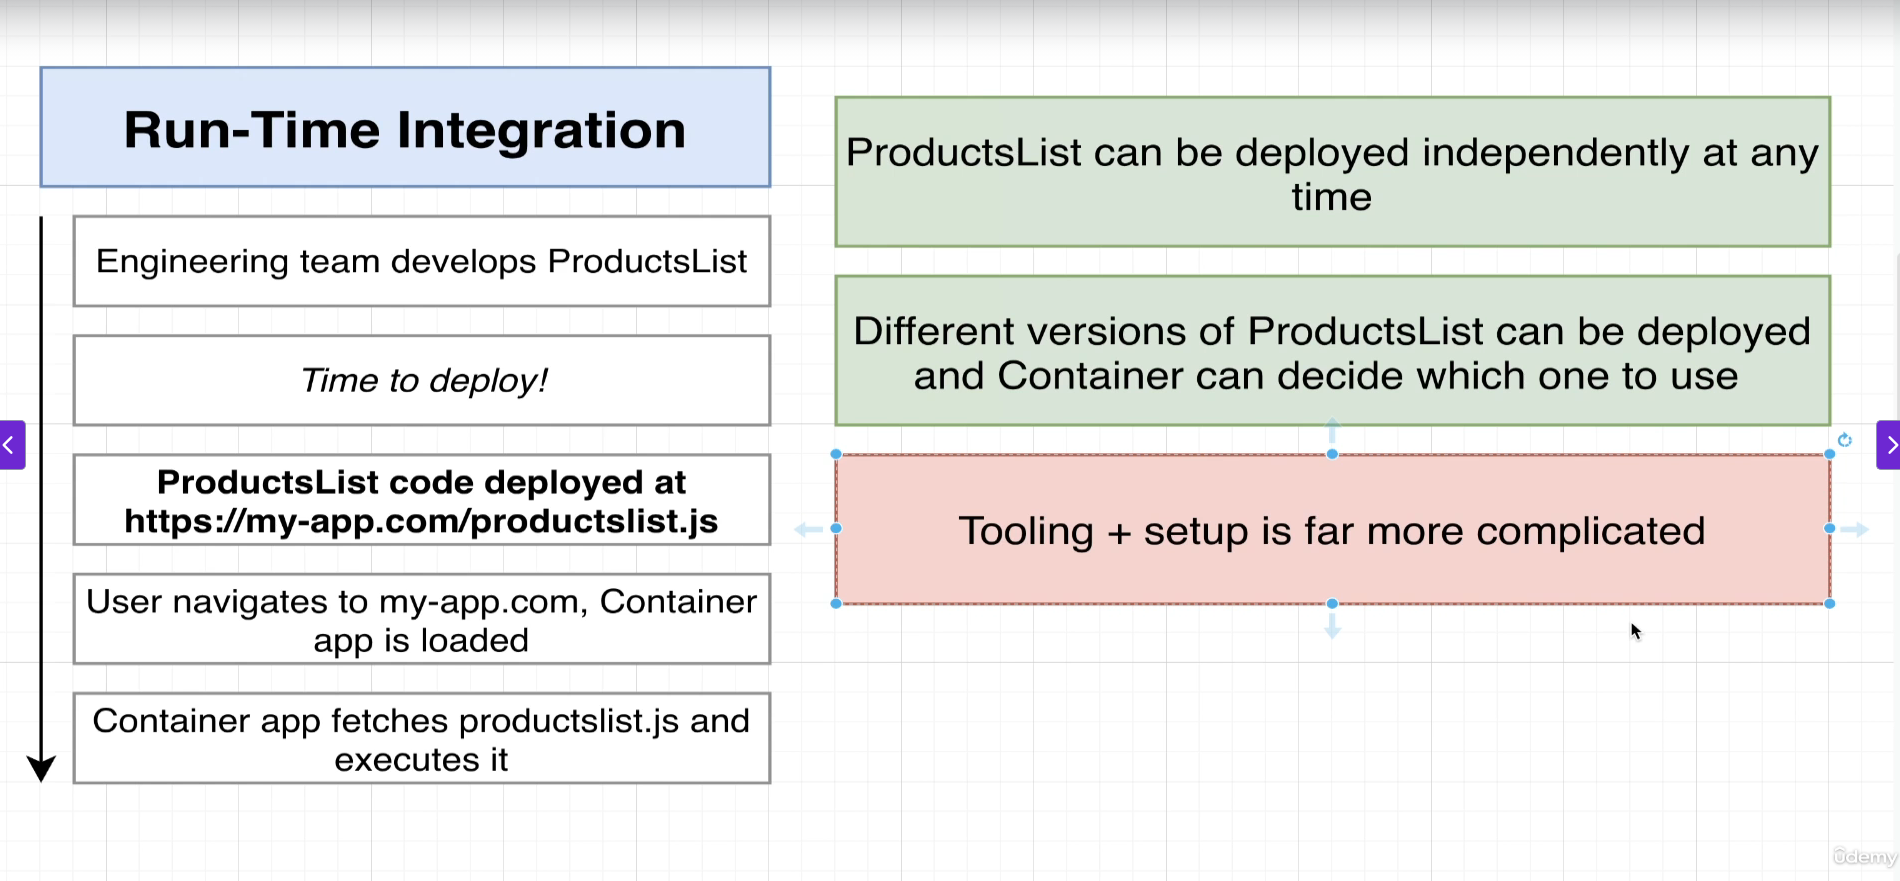 Run-Time Integration
Engineering team develops ProductsList
Time to deploy!
ProductsList code deployed at
https://my-app.com/productslist.js
User navigates to my-app.com, Container
app is loaded
Container app fetches productslist.js and
executes it
ProductsList can be deployed independently at any
time
Different versions of ProductsList can be deployed
and Container can decide which one to use
Tooling + setup is far more complicated
ûdemy